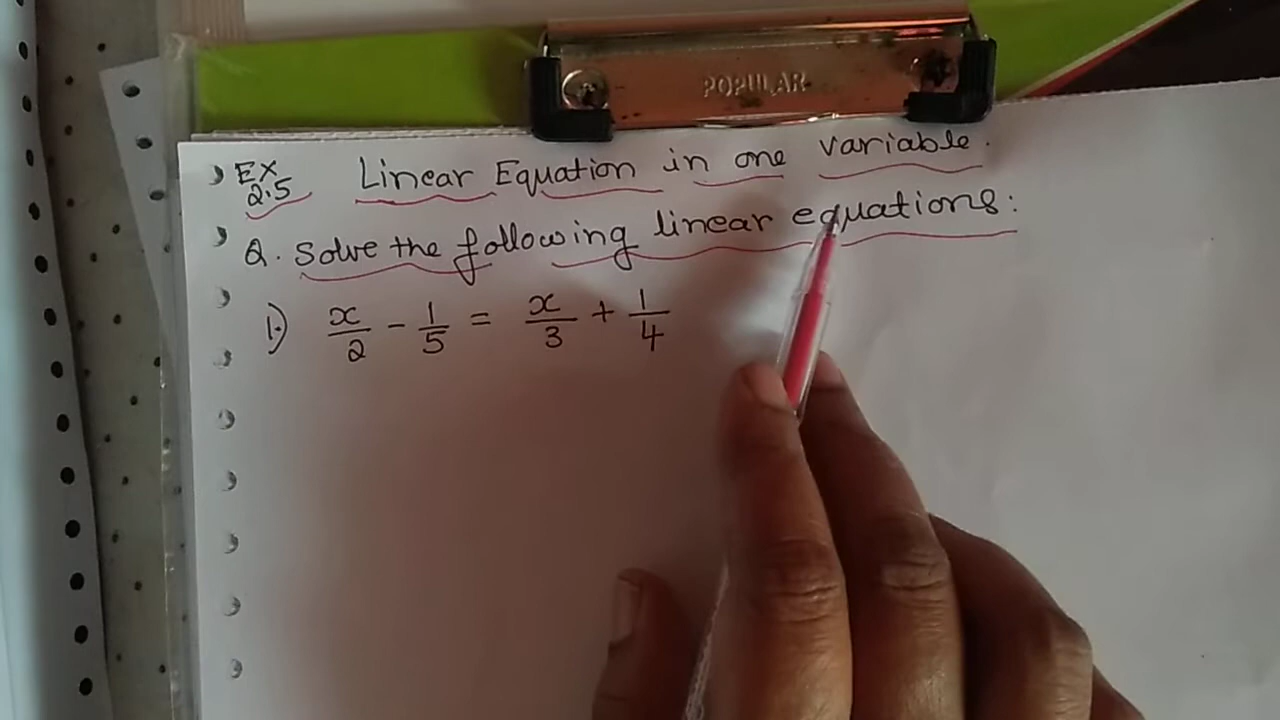 POPULAR
Ex 2.5 Linear Equation in one variable.
Q. Solve the following linear equations:
1.) x/2 - 1/5 = x/3 + 1/4